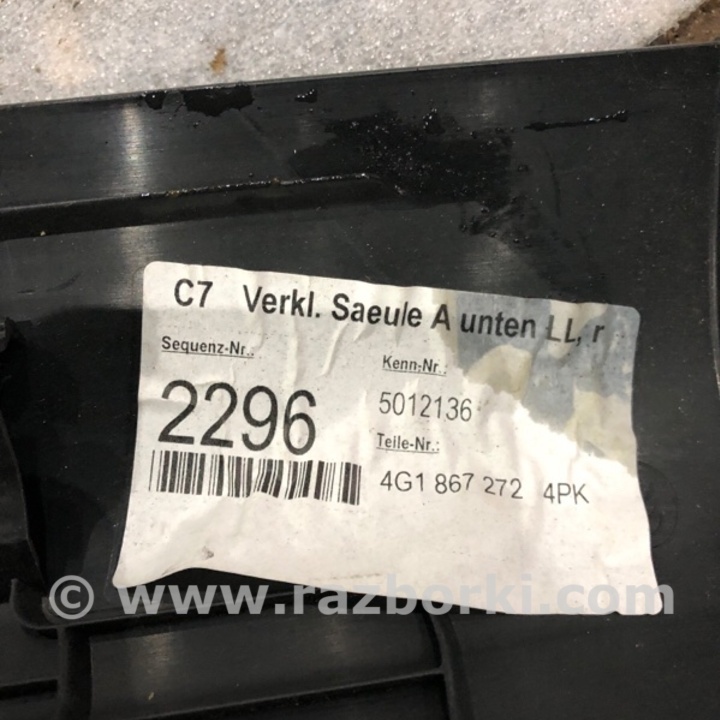 C7 Verkl. Saeule A unten LL, r
Sequenz-Nr.:
2296
Kenn-Nr.:
5012136
Teile-Nr.:
4G1 867 272 4PK
© www.razborki.com